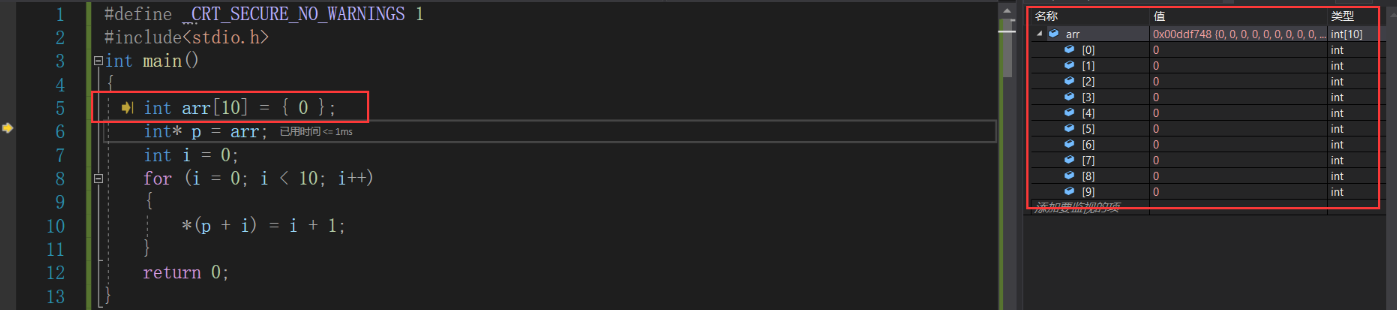 1 #define _CRT_SECURE_NO_WARNINGS 1
2 #include<stdio.h>
3 int main()
4 {
5 int arr[10] = { 0 };
6 int* p = arr; 已用时间 <= 1ms
7 int i = 0;
8 for (i = 0; i < 10; i++)
9 {
10 *(p + i) = i + 1;
11 }
12 return 0;
13 }
名称 值 类型
arr 0x00ddf748 {0, 0, 0, 0, 0, 0, 0, 0, 0, ... int[10]
[0] 0 int
[1] 0 int
[2] 0 int
[3] 0 int
[4] 0 int
[5] 0 int
[6] 0 int
[7] 0 int
[8] 0 int
[9] 0 int
添加要监视的项